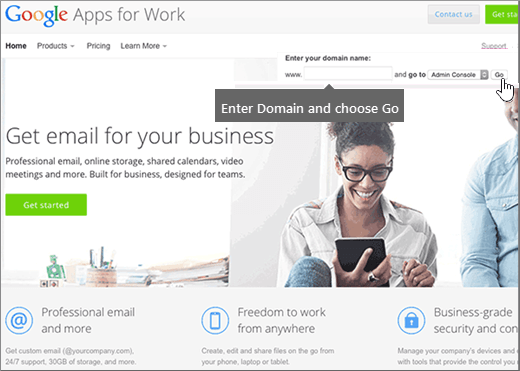 Google Apps for Work
Contact us
Get sta
Home Products Pricing Learn More Support
Enter your domain name:
www. and go to Admin Console Go
Enter Domain and choose Go
Get email for your business
Professional email, online storage, shared calendars, video
meetings and more. Built for business, designed for teams.
Get started
Professional email
and more
Get custom email (@yourcompany.com),
24/7 support, 30GB of storage, and more.
Freedom to work
from anywhere
Create, edit and share files on the go from
your phone, laptop or tablet.
Business-grade
security and con
Manage your company's devices and
with tools that provide the control you